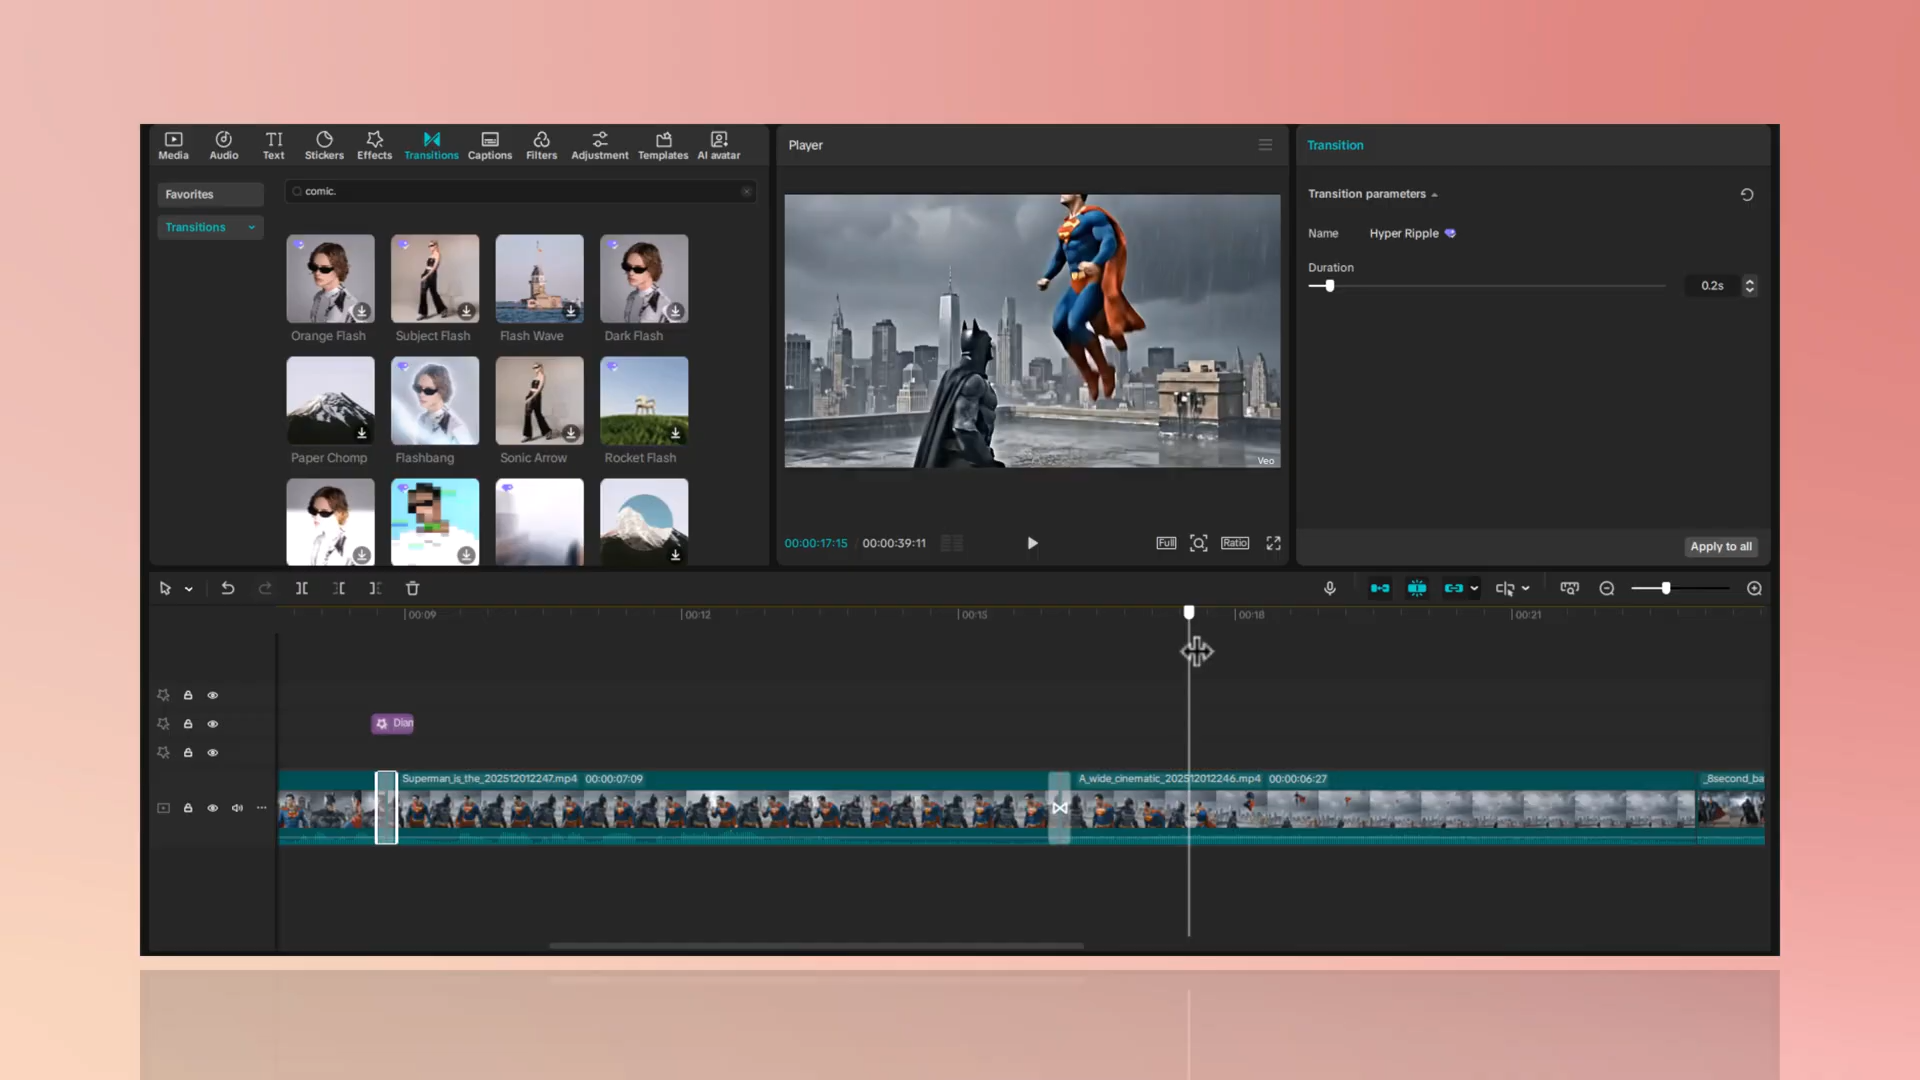 Media Audio Text Stickers Effects Transitions Captions Filters Adjustment Templates AI avatar
Favorites
Transitions
comic.
Orange Flash Subject Flash Flash Wave Dark Flash
Paper Chomp Flashbang Sonic Arrow Rocket Flash
Player
Veo
00:00:17:15 / 00:00:39:11
Full Ratio
Transition
Transition parameters
Name Hyper Ripple
Duration
0.2s
Apply to all
00:09 00:12 00:15 00:18 00:21
Diam
Superman_is_the_202512012247.mp4 00:00:07:09
A_wide_cinematic_202512012246.mp4 00:00:06:27
_8second_ba